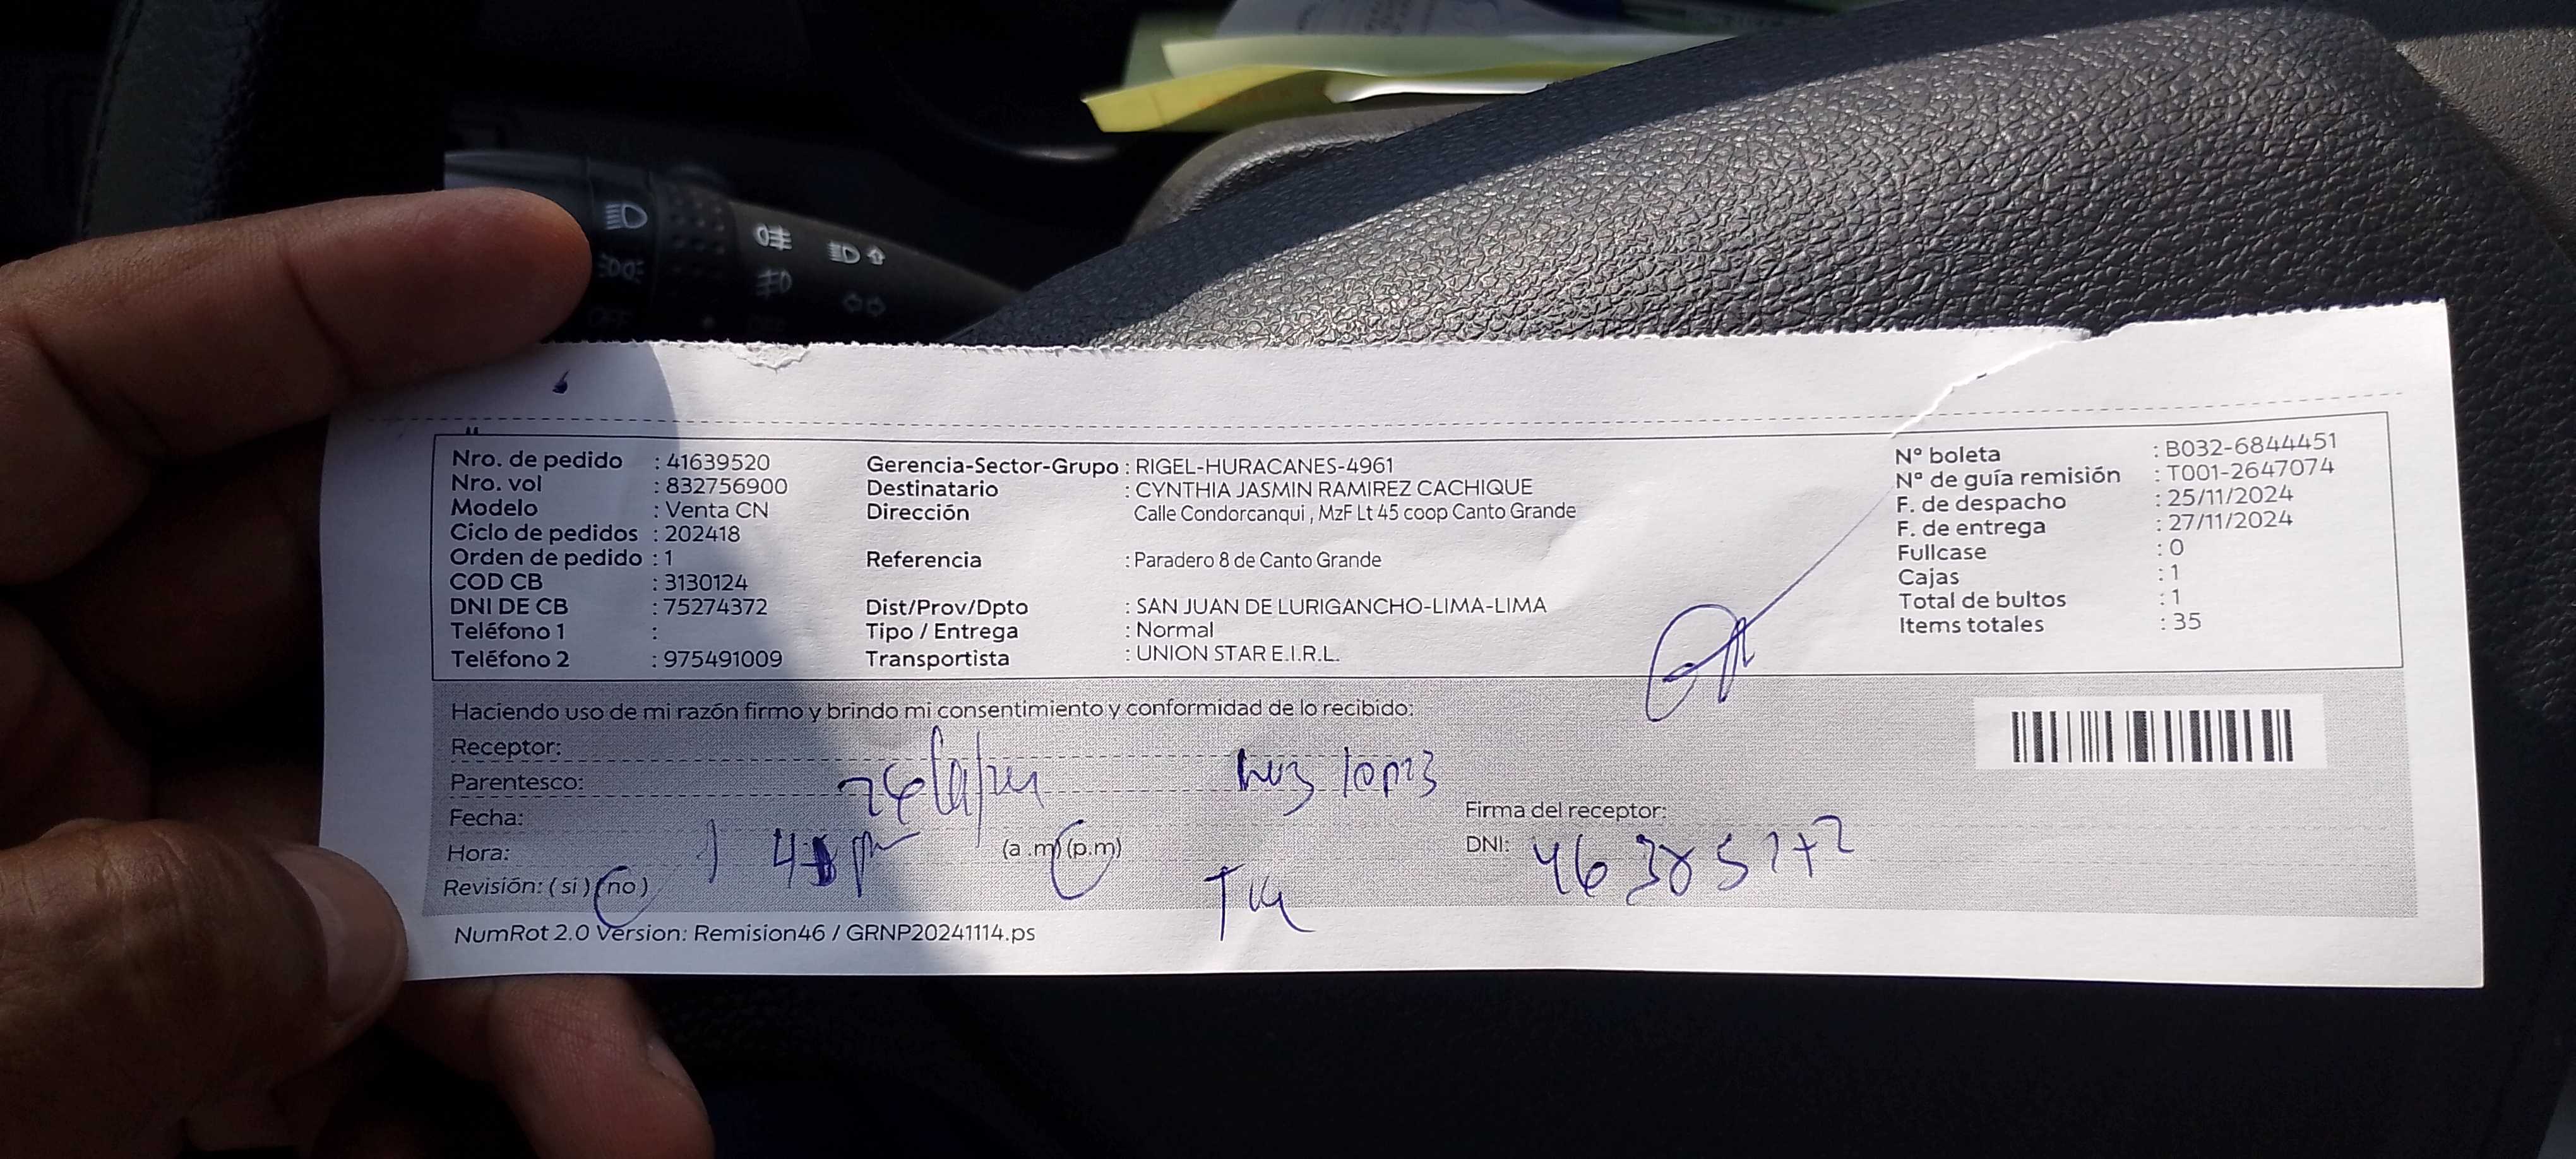 Nro. de pedido : 41639520
Nro. vol : 832756900
Modelo : Venta CN
Ciclo de pedidos : 202418
Orden de pedido : 1
COD CB : 3130124
DNI DE CB : 75274372
Teléfono 1 :
Teléfono 2 : 975491009
Gerencia-Sector-Grupo : RIGEL-HURACANES-4961
Destinatario : CYNTHIA JASMIN RAMIREZ CACHIQUE
Dirección Calle Condorcanqui , MzF Lt 45 coop Canto Grande
Referencia : Paradero 8 de Canto Grande
Dist/Prov/Dpto : SAN JUAN DE LURIGANCHO-LIMA-LIMA
Tipo / Entrega : Normal
Transportista : UNION STAR E.I.R.L.
N° boleta : B032-6844451
N° de guía remisión : T001-2647074
F. de despacho : 25/11/2024
F. de entrega : 27/11/2024
Fullcase : 0
Cajas : 1
Total de bultos : 1
Items totales : 35
Haciendo uso de mi razón firmo y brindo mi consentimiento y conformidad de lo recibido:
Receptor:
Parentesco:
Fecha:
Hora: (a .m) (p.m)
Revisión: ( si ) ( no )
Firma del receptor:
DNI:
NumRot 2.0 Version: Remision46 / GRNP20241114.ps